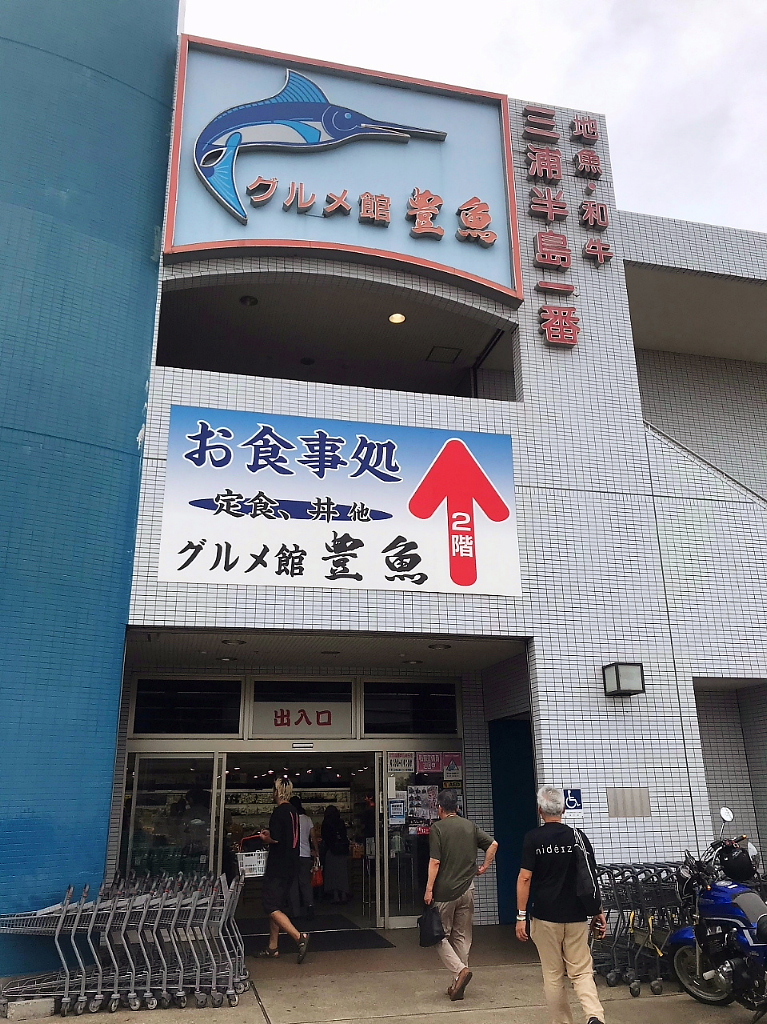 グルメ館 豊魚
地魚・和牛
三浦半島一番
お食事処
定食、丼 他
グルメ館 豊魚
2階
出入口
niderz